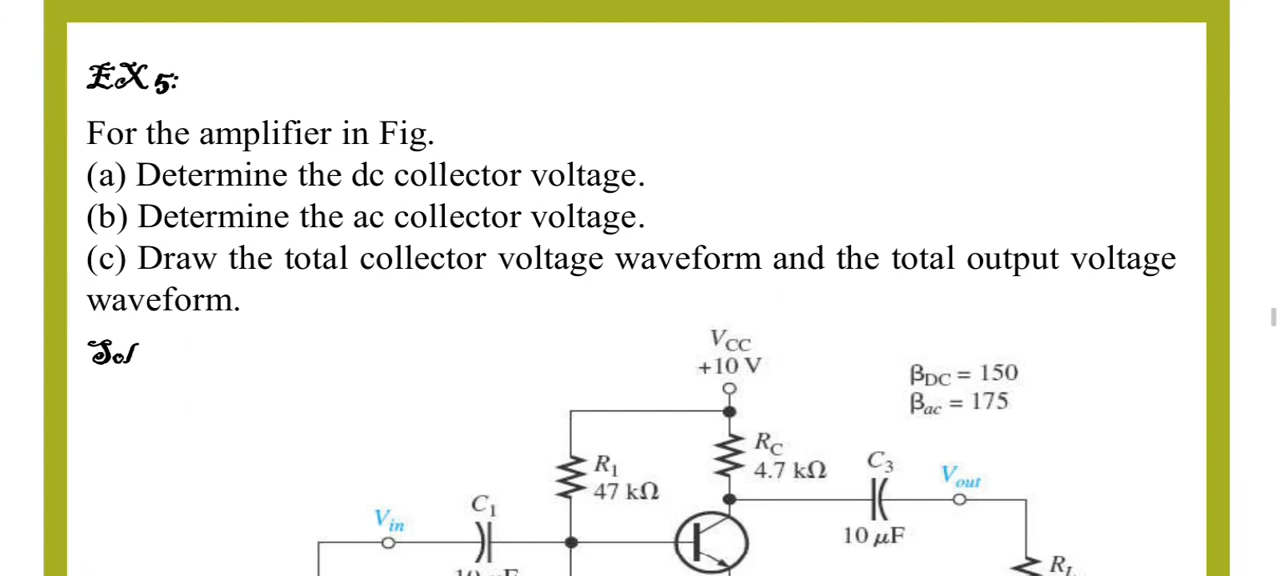 EX 5:
For the amplifier in Fig.
(a) Determine the dc collector voltage.
(b) Determine the ac collector voltage.
(c) Draw the total collector voltage waveform and the total output voltage
waveform.
Sol
VCC
+10 V
βDC = 150
βac = 175
RC
4.7 kΩ
C3
Vout
R1
47 kΩ
C1
Vin
10 μF
RL